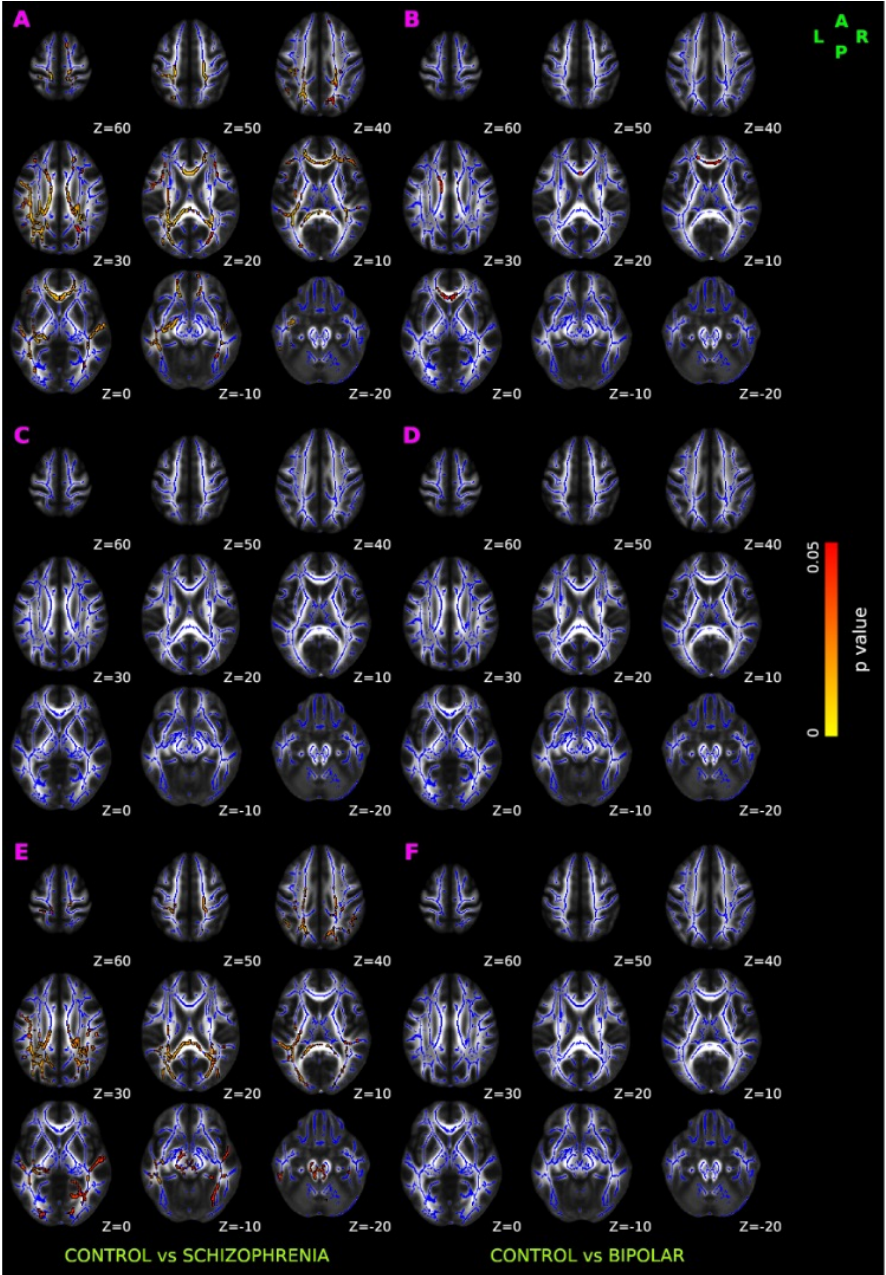 A B A
L R
P
Z=60 Z=50 Z=40 Z=60 Z=50 Z=40
Z=30 Z=20 Z=10 Z=30 Z=20 Z=10
Z=0 Z=-10 Z=-20 Z=0 Z=-10 Z=-20
C D
Z=60 Z=50 Z=40 Z=60 Z=50 Z=40
0.05
p value
0
Z=30 Z=20 Z=10 Z=30 Z=20 Z=10
Z=0 Z=-10 Z=-20 Z=0 Z=-10 Z=-20
E F
Z=60 Z=50 Z=40 Z=60 Z=50 Z=40
Z=30 Z=20 Z=10 Z=30 Z=20 Z=10
Z=0 Z=-10 Z=-20 Z=0 Z=-10 Z=-20
CONTROL vs SCHIZOPHRENIA CONTROL vs BIPOLAR